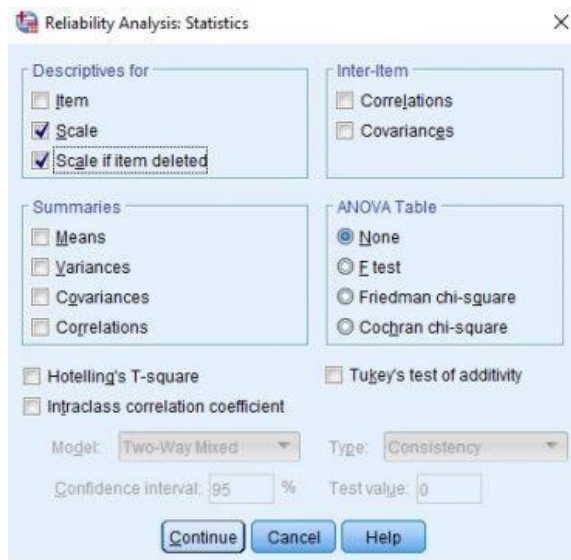 Reliability Analysis: Statistics
Descriptives for
Item
Scale
Scale if item deleted
Inter-Item
Correlations
Covariances
Summaries
Means
Variances
Covariances
Correlations
ANOVA Table
None
F test
Friedman chi-square
Cochran chi-square
Hotelling's T-square
Tukey's test of additivity
Intraclass correlation coefficient
Model: Two-Way Mixed Type: Consistency
Confidence interval: 95 % Test value: 0
Continue Cancel Help